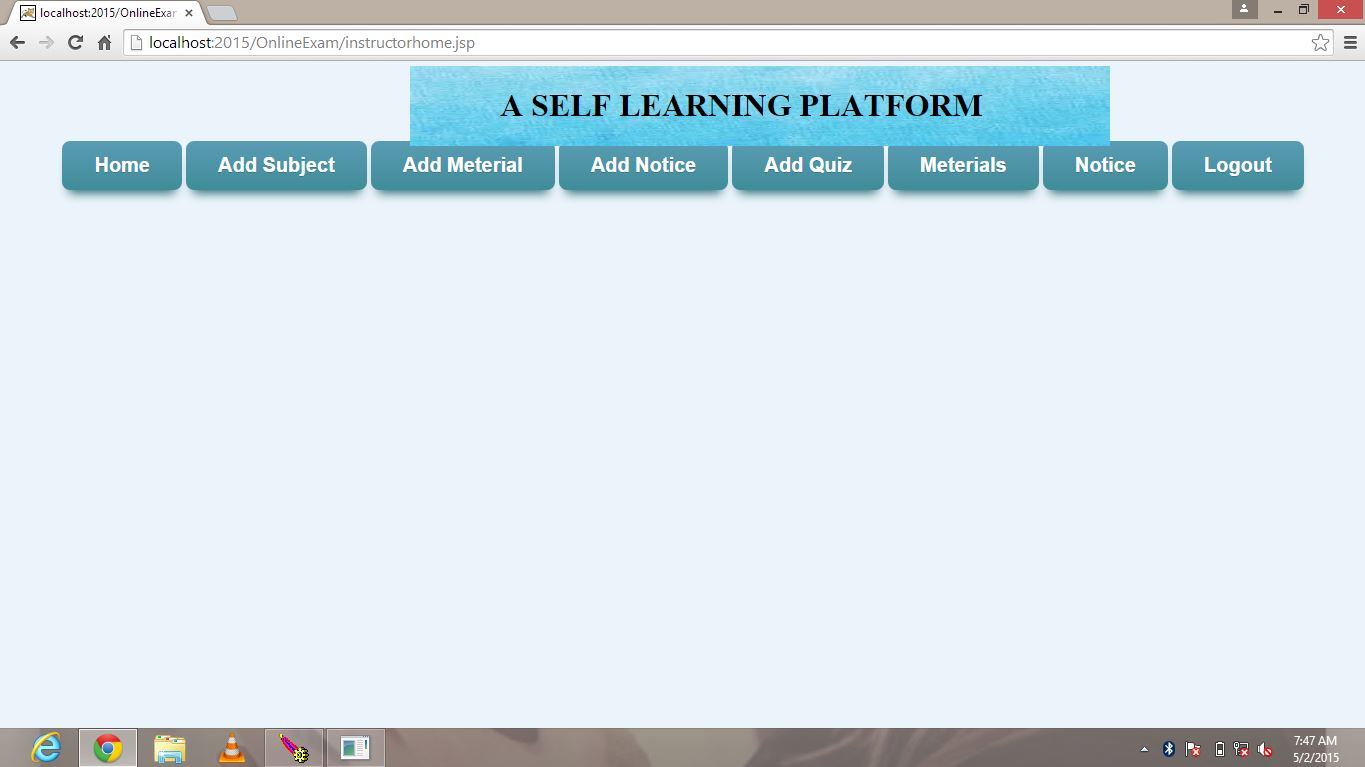 localhost:2015/OnlineExar
localhost:2015/OnlineExam/instructorhome.jsp
A SELF LEARNING PLATFORM
Home Add Subject Add Meterial Add Notice Add Quiz Meterials Notice Logout
7:47 AM
5/2/2015